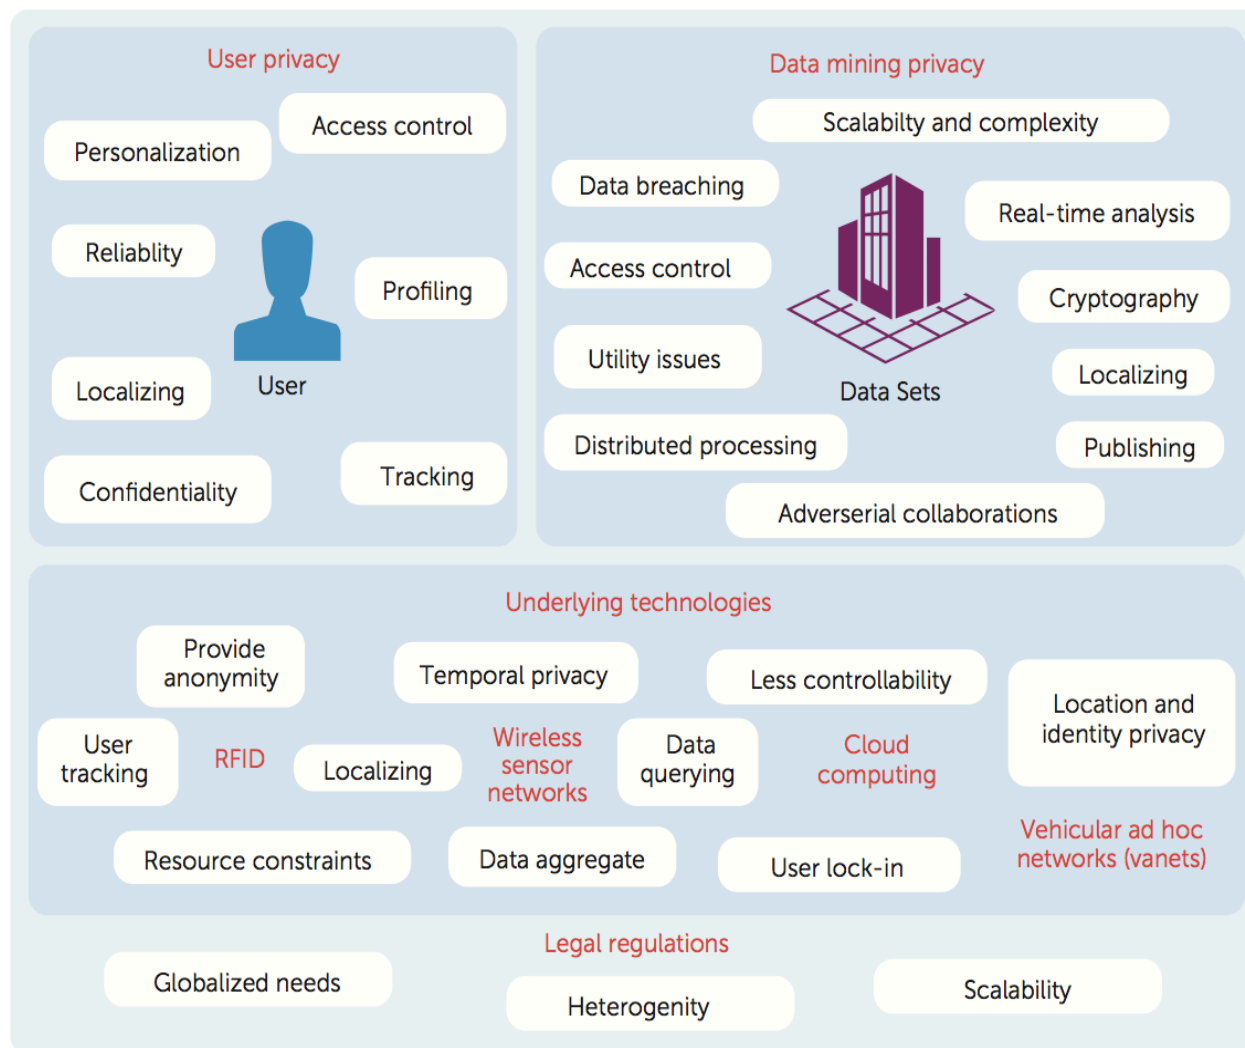 User privacy
Access control
Personalization
Reliablity
Profiling
User
Localizing
Tracking
Confidentiality
Data mining privacy
Scalabilty and complexity
Data breaching
Real-time analysis
Access control
Cryptography
Utility issues
Localizing
Data Sets
Distributed processing
Publishing
Adverserial collaborations
Underlying technologies
Provide
anonymity
Temporal privacy
Less controllability
Location and
identity privacy
User
tracking
RFID
Localizing
Wireless
sensor
networks
Data
querying
Cloud
computing
Vehicular ad hoc
networks (vanets)
Resource constraints
Data aggregate
User lock-in
Legal regulations
Globalized needs
Heterogenity
Scalability